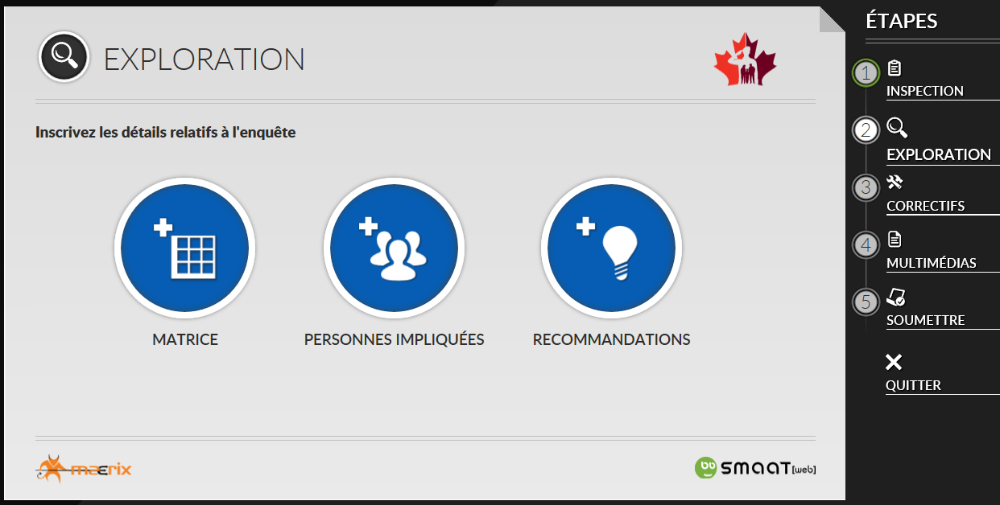 EXPLORATION
Inscrivez les détails relatifs à l'enquête
MATRICE
PERSONNES IMPLIQUÉES
RECOMMANDATIONS
maerix
SMAAT[web]
ÉTAPES
1
INSPECTION
2
EXPLORATION
3
CORRECTIFS
4
MULTIMÉDIAS
5
SOUMETTRE
QUITTER